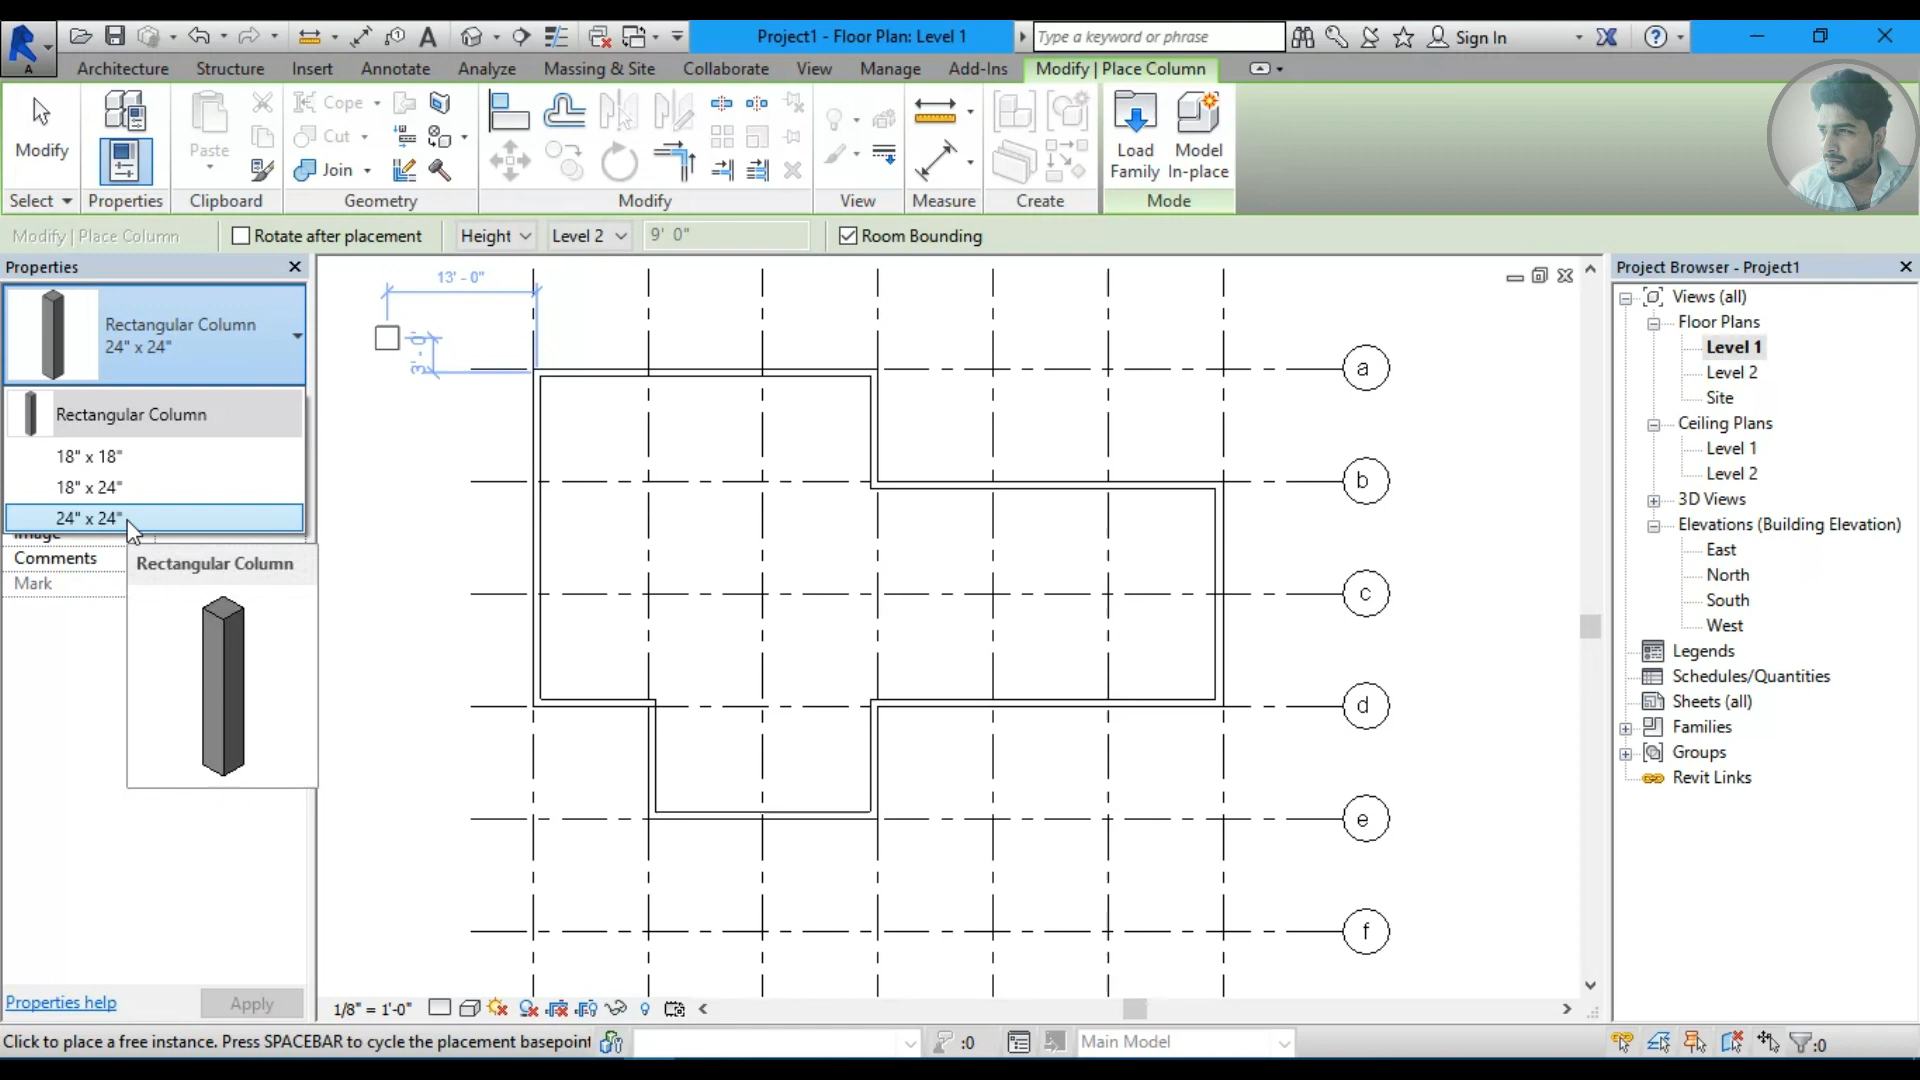 Project1 - Floor Plan: Level 1
Type a keyword or phrase
Sign In
Architecture Structure Insert Annotate Analyze Massing & Site Collaborate View Manage Add-Ins Modify | Place Column
Modify
Paste
Cope
Cut
Join
Load Family
Model In-place
Select Properties Clipboard Geometry Modify View Measure Create Mode
Modify | Place Column
Rotate after placement
Height
Level 2
9' 0"
Room Bounding
Properties
Rectangular Column
24" x 24"
Rectangular Column
18" x 18"
18" x 24"
24" x 24"
Image
Comments
Mark
Rectangular Column
Properties help
Apply
13' - 0"
3' - 0"
a
b
c
d
e
f
1/8" = 1'-0"
Project Browser - Project1
Views (all)
Floor Plans
Level 1
Level 2
Site
Ceiling Plans
Level 1
Level 2
3D Views
Elevations (Building Elevation)
East
North
South
West
Legends
Schedules/Quantities
Sheets (all)
Families
Groups
Revit Links
Click to place a free instance. Press SPACEBAR to cycle the placement basepoint
:0
Main Model
:0